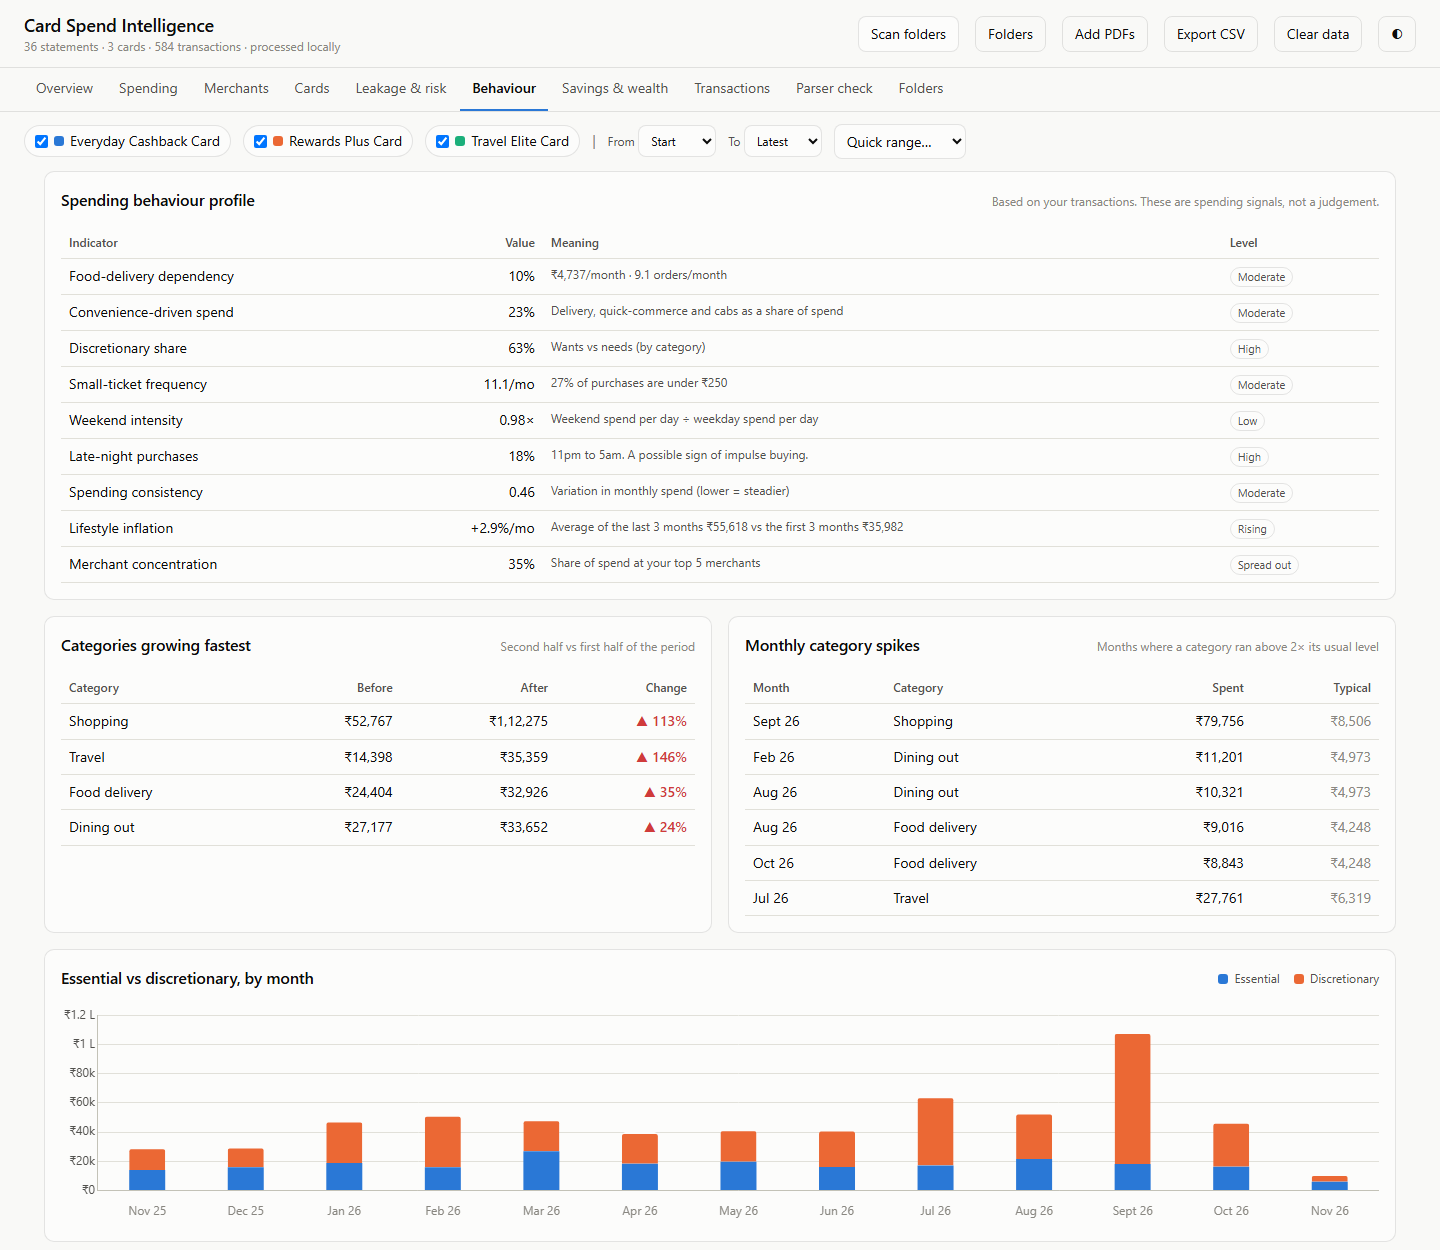 Card Spend Intelligence
36 statements · 3 cards · 584 transactions · processed locally
Scan folders
Folders
Add PDFs
Export CSV
Clear data
Overview
Spending
Merchants
Cards
Leakage & risk
Behaviour
Savings & wealth
Transactions
Parser check
Folders
Everyday Cashback Card
Rewards Plus Card
Travel Elite Card
From Start
To Latest
Quick range...
Spending behaviour profile
Based on your transactions. These are spending signals, not a judgement.
Indicator Value Meaning Level
Food-delivery dependency 10% ₹4,737/month · 9.1 orders/month Moderate
Convenience-driven spend 23% Delivery, quick-commerce and cabs as a share of spend Moderate
Discretionary share 63% Wants vs needs (by category) High
Small-ticket frequency 11.1/mo 27% of purchases are under ₹250 Moderate
Weekend intensity 0.98× Weekend spend per day ÷ weekday spend per day Low
Late-night purchases 18% 11pm to 5am. A possible sign of impulse buying. High
Spending consistency 0.46 Variation in monthly spend (lower = steadier) Moderate
Lifestyle inflation +2.9%/mo Average of the last 3 months ₹55,618 vs the first 3 months ₹35,982 Rising
Merchant concentration 35% Share of spend at your top 5 merchants Spread out
Categories growing fastest
Second half vs first half of the period
Category Before After Change
Shopping ₹52,767 ₹1,12,275 ▲ 113%
Travel ₹14,398 ₹35,359 ▲ 146%
Food delivery ₹24,404 ₹32,926 ▲ 35%
Dining out ₹27,177 ₹33,652 ▲ 24%
Monthly category spikes
Months where a category ran above 2× its usual level
Month Category Spent Typical
Sept 26 Shopping ₹79,756 ₹8,506
Feb 26 Dining out ₹11,201 ₹4,973
Aug 26 Dining out ₹10,321 ₹4,973
Aug 26 Food delivery ₹9,016 ₹4,248
Oct 26 Food delivery ₹8,843 ₹4,248
Jul 26 Travel ₹27,761 ₹6,319
Essential vs discretionary, by month
Essential
Discretionary
₹1.2 L
₹1 L
₹80k
₹60k
₹40k
₹20k
₹0
Nov 25 Dec 25 Jan 26 Feb 26 Mar 26 Apr 26 May 26 Jun 26 Jul 26 Aug 26 Sept 26 Oct 26 Nov 26